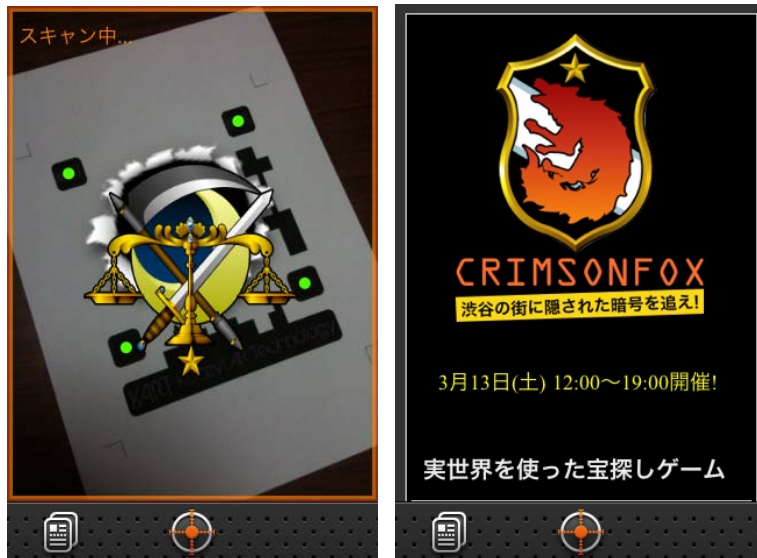 スキャン中...
CRIMSONFOX
渋谷の街に隠された暗号を追え!
3月13日(土) 12:00〜19:00開催!
実世界を使った宝探しゲーム